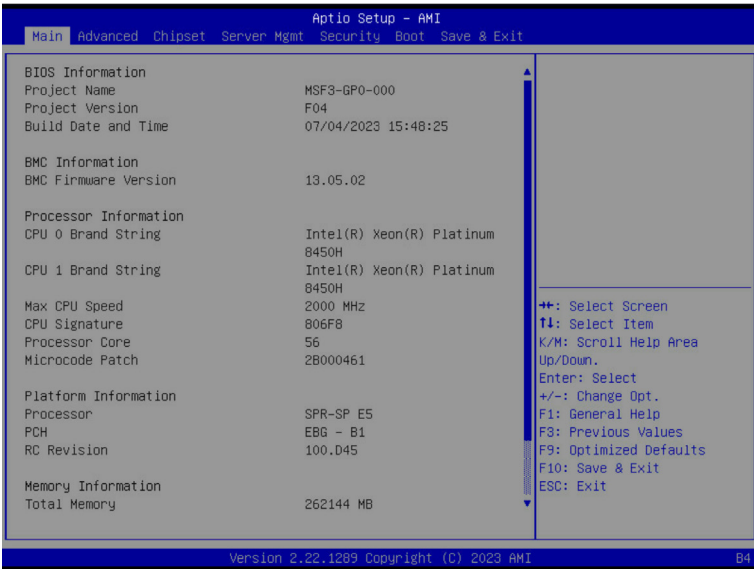 Aptio Setup - AMI
Main Advanced Chipset Server Mgmt Security Boot Save & Exit
BIOS Information
Project Name MSF3-GP0-000
Project Version F04
Build Date and Time 07/04/2023 15:48:25
BMC Information
BMC Firmware Version 13.05.02
Processor Information
CPU 0 Brand String Intel(R) Xeon(R) Platinum
8450H
CPU 1 Brand String Intel(R) Xeon(R) Platinum
8450H
Max CPU Speed 2000 MHz
CPU Signature 806F8
Processor Core 56
Microcode Patch 2B000461
Platform Information
Processor SPR-SP E5
PCH EBG - B1
RC Revision 100.D45
Memory Information
Total Memory 262144 MB
→←: Select Screen
↑↓: Select Item
K/M: Scroll Help Area
Up/Down.
Enter: Select
+/-: Change Opt.
F1: General Help
F3: Previous Values
F9: Optimized Defaults
F10: Save & Exit
ESC: Exit
Version 2.22.1289 Copyright (C) 2023 AMI
B4